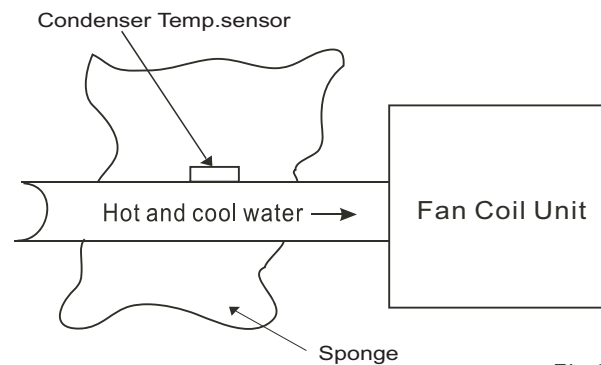 Condenser Temp.sensor
Hot and cool water
Fan Coil Unit
Sponge